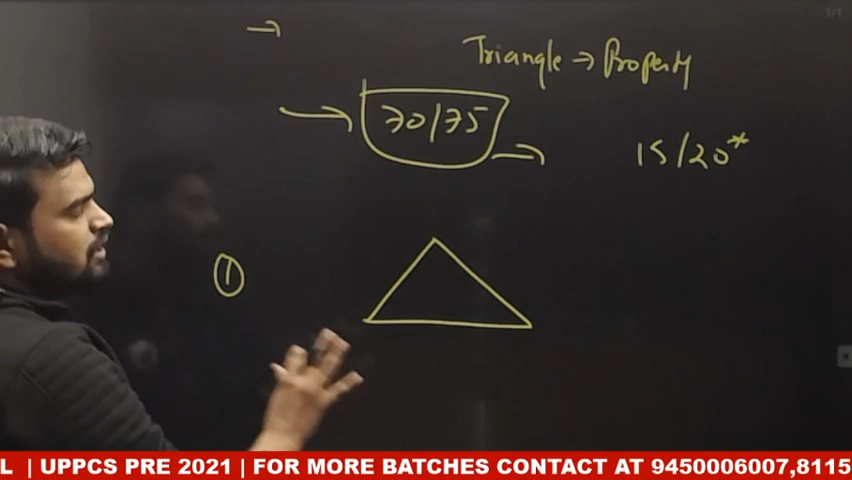 →
Triangle → Property
→ 70/75 →
15/20*
①
L | UPPCS PRE 2021 | FOR MORE BATCHES CONTACT AT 9450006007,8115